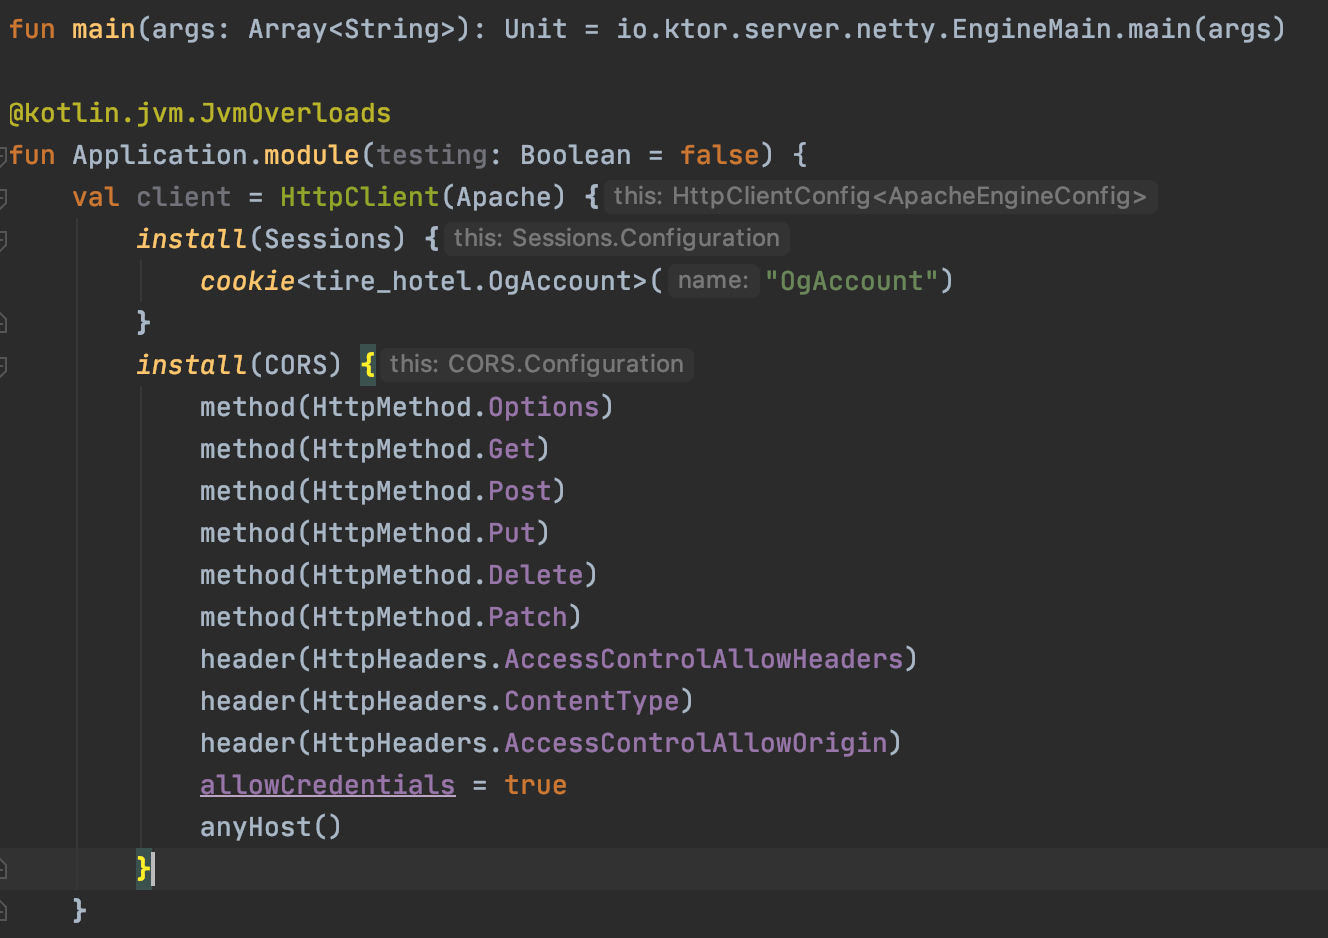 fun main(args: Array<String>): Unit = io.ktor.server.netty.EngineMain.main(args)
@kotlin.jvm.JvmOverloads
fun Application.module(testing: Boolean = false) {
val client = HttpClient(Apache) { this: HttpClientConfig<ApacheEngineConfig>
install(Sessions) { this: Sessions.Configuration
cookie<tire_hotel.OgAccount>( name: "OgAccount")
}
install(CORS) { this: CORS.Configuration
method(HttpMethod.Options)
method(HttpMethod.Get)
method(HttpMethod.Post)
method(HttpMethod.Put)
method(HttpMethod.Delete)
method(HttpMethod.Patch)
header(HttpHeaders.AccessControlAllowHeaders)
header(HttpHeaders.ContentType)
header(HttpHeaders.AccessControlAllowOrigin)
allowCredentials = true
anyHost()
}
}